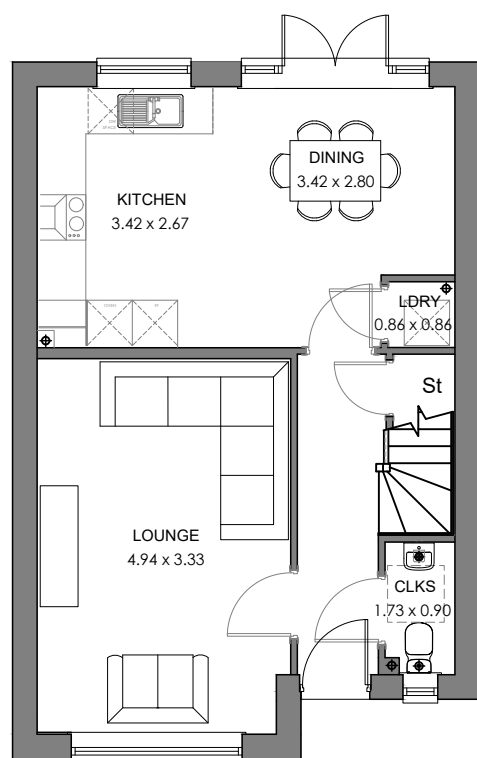 DINING
3.42 x 2.80
KITCHEN
3.42 x 2.67
LDRY
0.86 x 0.86
St
LOUNGE
4.94 x 3.33
CLKS
1.73 x 0.90